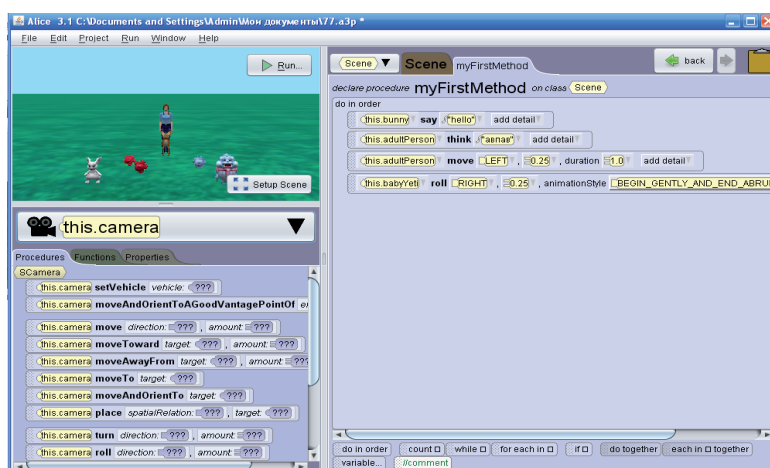 Alice 3.1 C:\Documents and Settings\Admin\Мои документы\77.a3p *
File Edit Project Run Window Help
Run...
Setup Scene
this.camera
Procedures Functions Properties
SCamera
this.camera setVehicle vehicle: ???
this.camera moveAndOrientToAGoodVantagePointOf
this.camera move direction: ??? , amount: ???
this.camera moveToward target: ??? , amount: ???
this.camera moveAwayFrom target: ??? , amount: ???
this.camera moveTo target: ???
this.camera moveAndOrientTo target: ???
this.camera place spatialRelation: ??? , target: ???
this.camera turn direction: ??? , amount: ???
this.camera roll direction: ??? , amount: ???
Scene Scene myFirstMethod back
declare procedure myFirstMethod on class Scene
do in order
this.bunny say "hello" add detail
this.adultPerson think "авпав" add detail
this.adultPerson move LEFT , 0.25 , duration 1.0 add detail
this.babyYeti roll RIGHT , 0.25 , animationStyle BEGIN_GENTLY_AND_END_ABRU
do in order count while for each in if do together each in together
variable... //comment